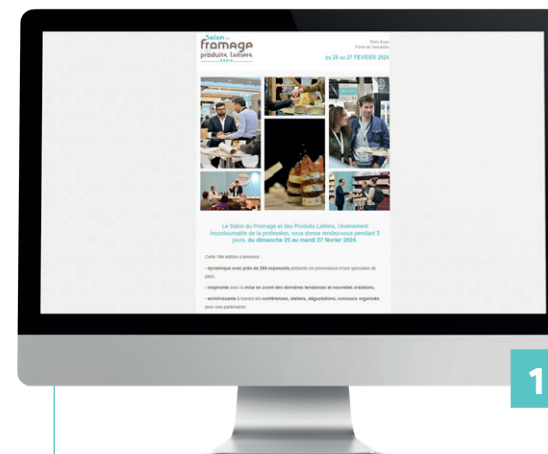 Salon du
fromage
produits laitiers
PARIS
Paris Expo
Porte de Versailles
du 25 au 27 FEVRIER 2024
Le Salon du Fromage et des Produits Laitiers, l'évènement
incontournable de la profession, vous donne rendez-vous pendant 3
jours, du dimanche 25 au mardi 27 février 2024.
Cette 18e édition s'annonce :
- dynamique avec près de 280 exposants présents en provenance d'une quinzaine de
pays,
- inspirante avec la mise en avant des dernières tendances et nouvelles créations,
- enrichissante à travers les conférences, ateliers, dégustations, concours organisés
avec nos partenaires.
1